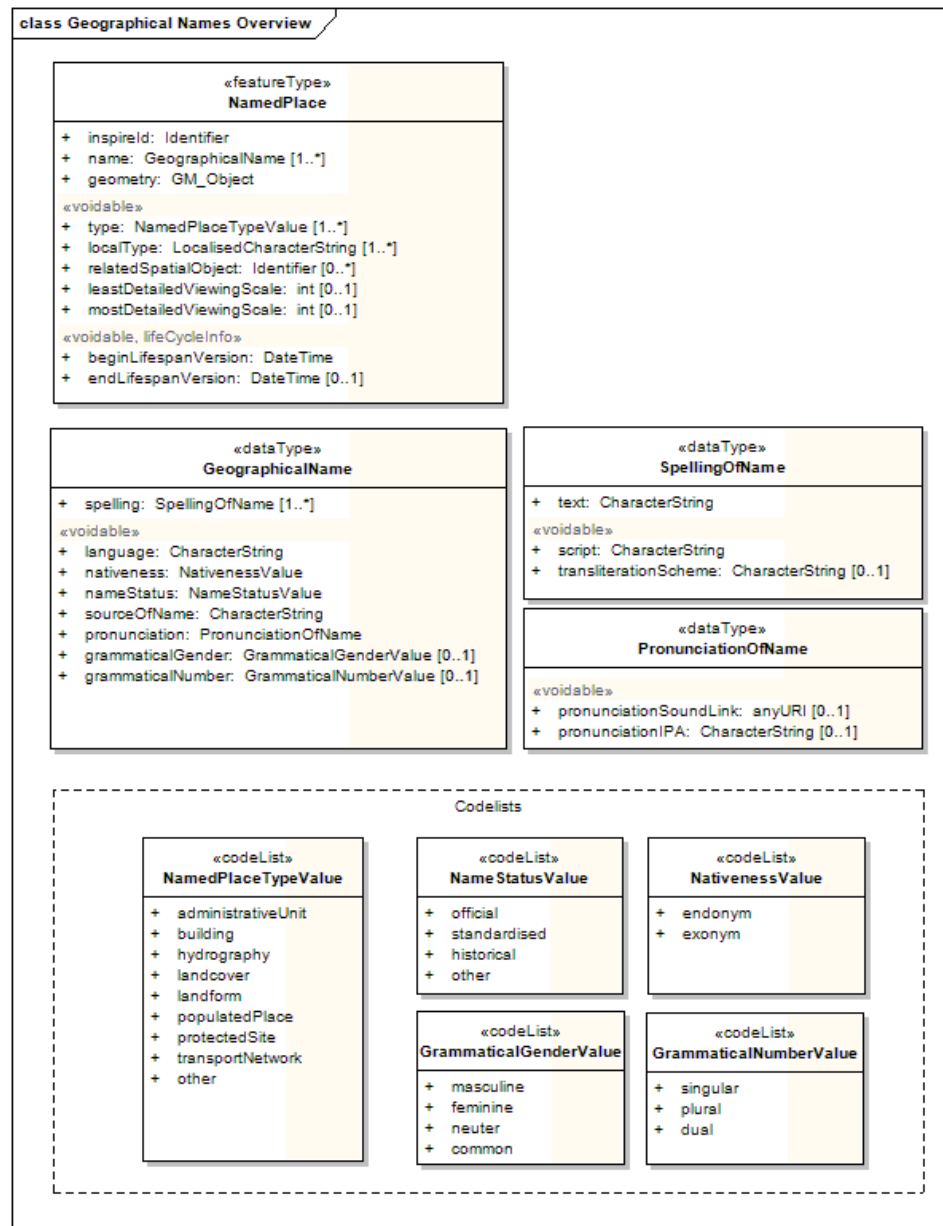 class Geographical Names Overview
«featureType»
NamedPlace
+ inspireId: Identifier
+ name: GeographicalName [1..*]
+ geometry: GM_Object
«voidable»
+ type: NamedPlaceTypeValue [1..*]
+ localType: LocalisedCharacterString [1..*]
+ relatedSpatialObject: Identifier [0..*]
+ leastDetailedViewingScale: int [0..1]
+ mostDetailedViewingScale: int [0..1]
«voidable, lifeCycleInfo»
+ beginLifespanVersion: DateTime
+ endLifespanVersion: DateTime [0..1]
«dataType»
GeographicalName
+ spelling: SpellingOfName [1..*]
«voidable»
+ language: CharacterString
+ nativeness: NativenessValue
+ nameStatus: NameStatusValue
+ sourceOfName: CharacterString
+ pronunciation: PronunciationOfName
+ grammaticalGender: GrammaticalGenderValue [0..1]
+ grammaticalNumber: GrammaticalNumberValue [0..1]
«dataType»
SpellingOfName
+ text: CharacterString
«voidable»
+ script: CharacterString
+ transliterationScheme: CharacterString [0..1]
«dataType»
PronunciationOfName
«voidable»
+ pronunciationSoundLink: anyURI [0..1]
+ pronunciationIPA: CharacterString [0..1]
Codelists
«codeList»
NamedPlaceTypeValue
+ administrativeUnit
+ building
+ hydrography
+ landcover
+ landform
+ populatedPlace
+ protectedSite
+ transportNetwork
+ other
«codeList»
NameStatusValue
+ official
+ standardised
+ historical
+ other
«codeList»
NativenessValue
+ endonym
+ exonym
«codeList»
GrammaticalGenderValue
+ masculine
+ feminine
+ neuter
+ common
«codeList»
GrammaticalNumberValue
+ singular
+ plural
+ dual